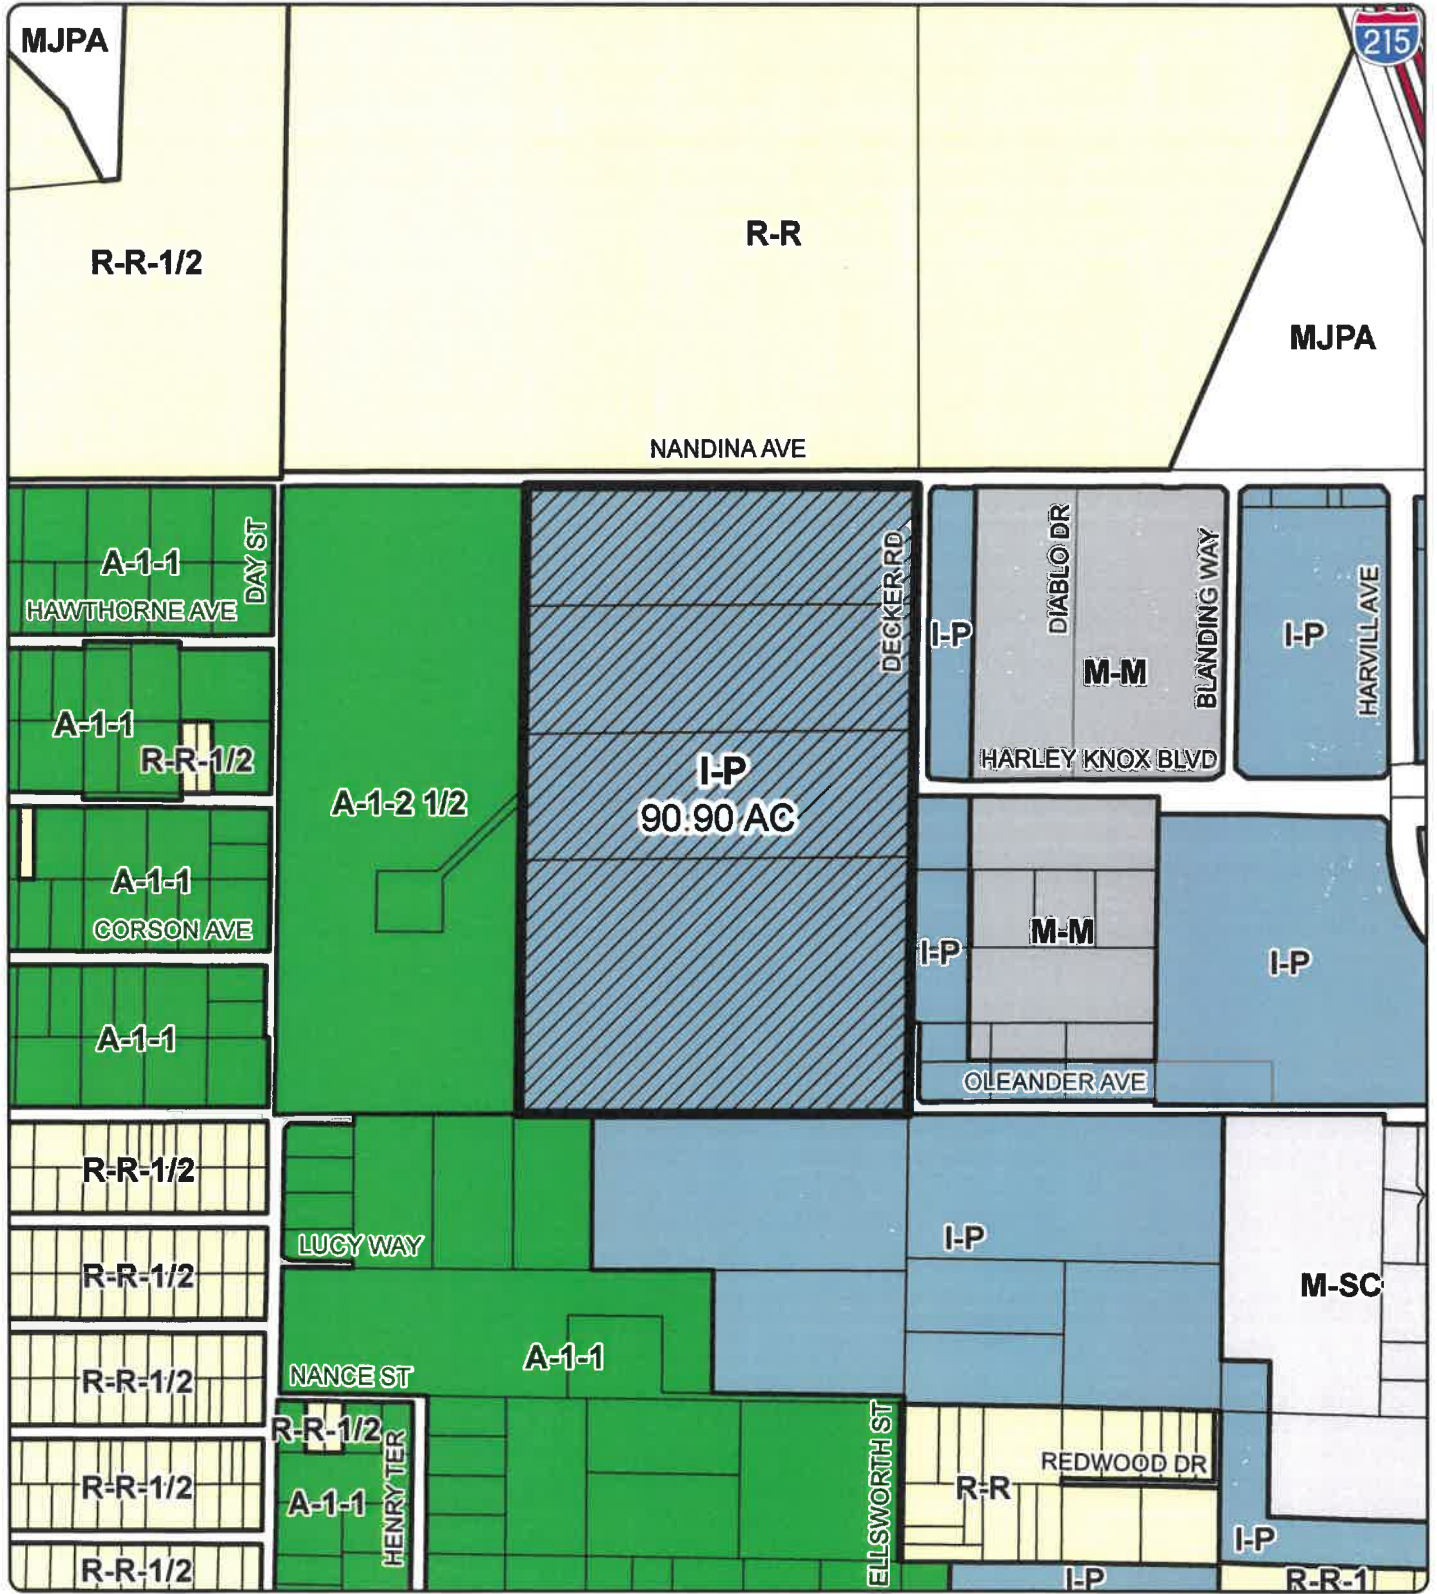 MJPA
215
R-R-1/2
R-R
MJPA
NANDINA AVE
A-1-1
DAY ST
HAWTHORNE AVE
DECKER RD
I-P
DIABLO DR
M-M
BLANDING WAY
I-P
HARVILL AVE
A-1-1
R-R-1/2
HARLEY KNOX BLVD
A-1-2 1/2
I-P
90.90 AC
A-1-1
CORSON AVE
I-P
M-M
I-P
A-1-1
OLEANDER AVE
R-R-1/2
LUCY WAY
I-P
R-R-1/2
M-SC
A-1-1
NANCE ST
R-R-1/2
R-R-1/2
HENRY TER
ELLSWORTH ST
REDWOOD DR
R-R
R-R-1/2
A-1-1
I-P
R-R-1/2
I-P
R-R-1